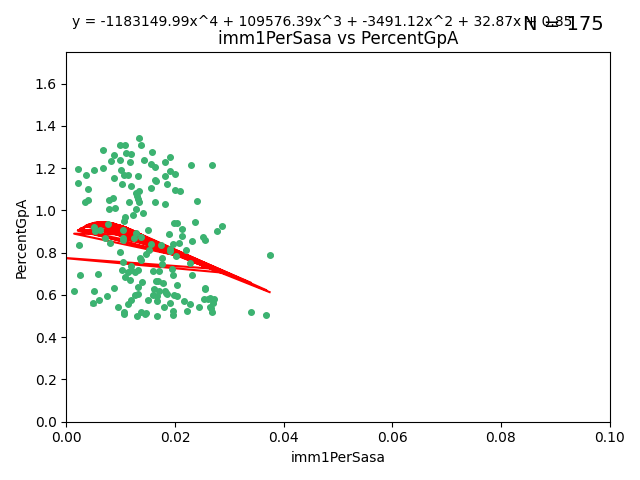 y = -1183149.99x^4 + 109576.39x^3 + -3491.12x^2 + 32.87x + 0.85
N = 175
imm1PerSasa vs PercentGpA
PercentGpA
1.6
1.4
1.2
1.0
0.8
0.6
0.4
0.2
0.0
0.00 0.02 0.04 0.06 0.08 0.10
imm1PerSasa